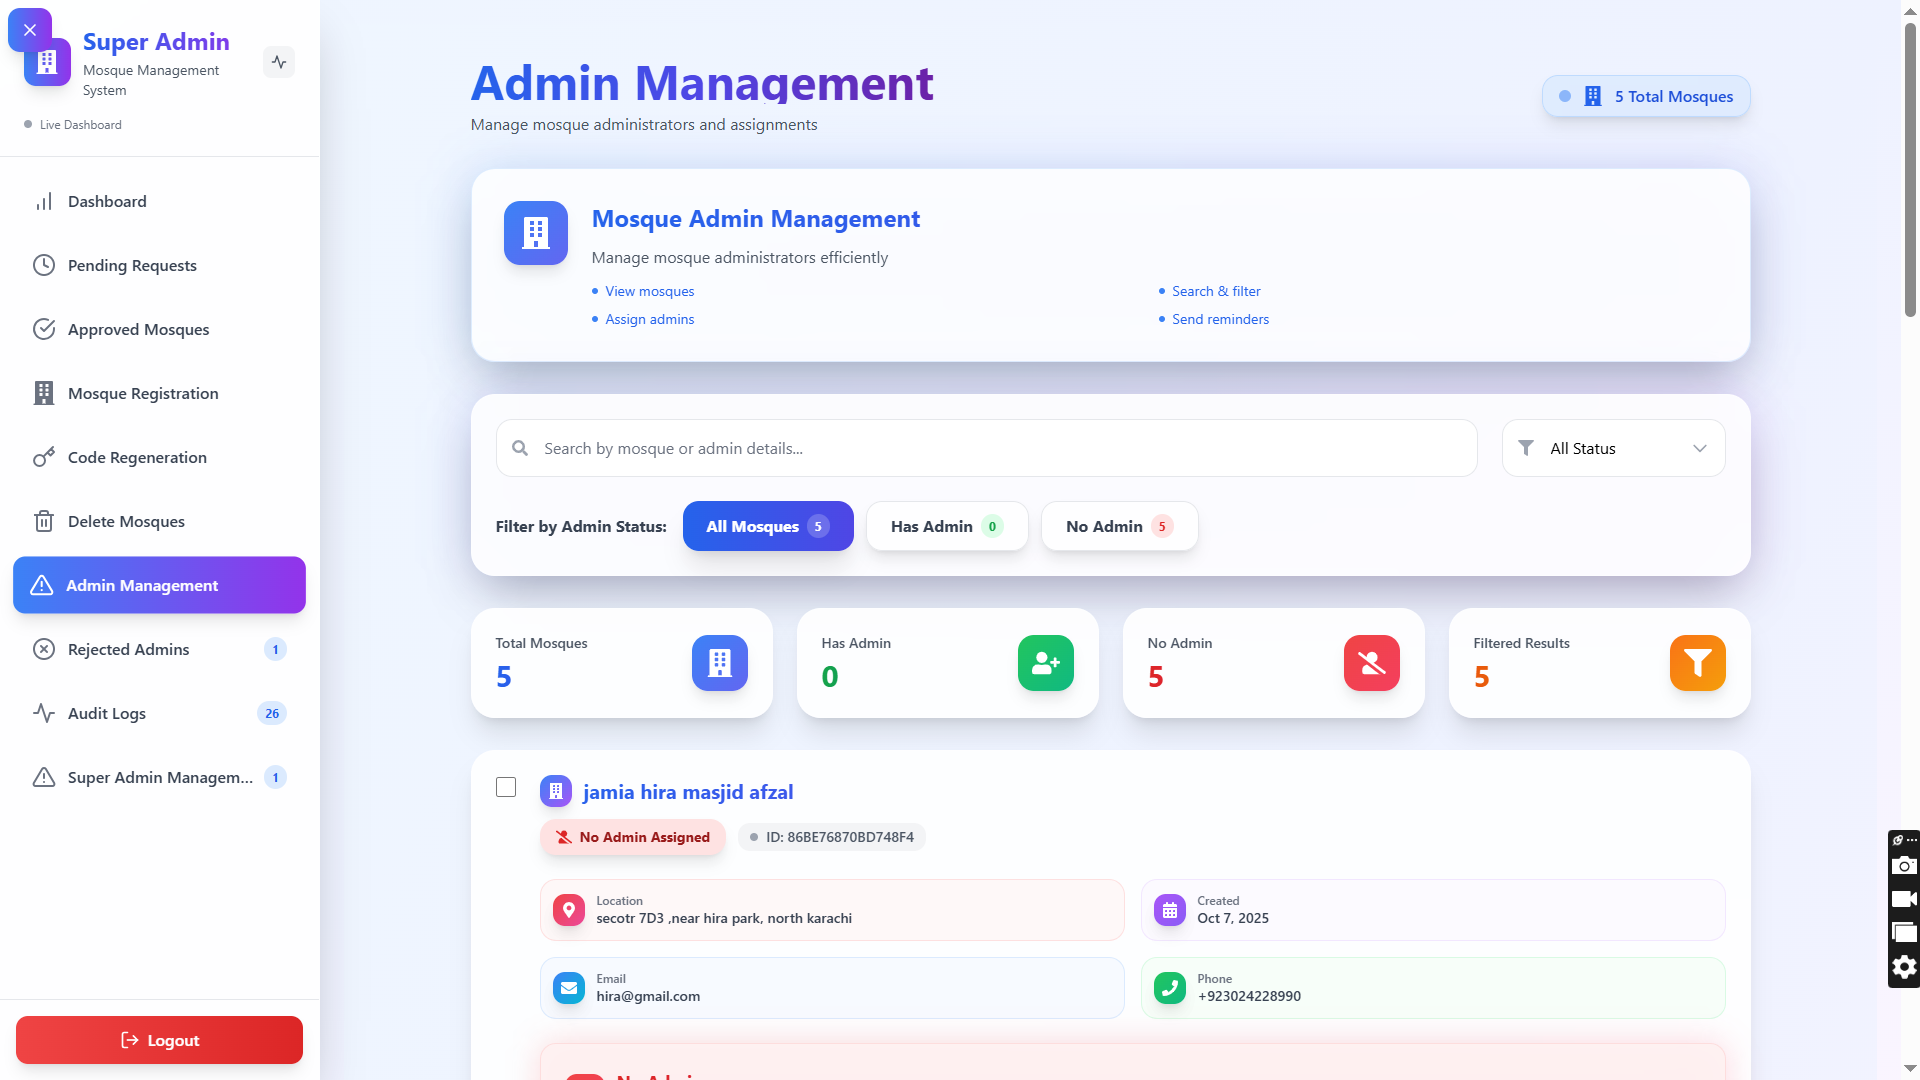 Super Admin
Mosque Management
System
Live Dashboard
Dashboard
Pending Requests
Approved Mosques
Mosque Registration
Code Regeneration
Delete Mosques
Admin Management
Rejected Admins 1
Audit Logs 26
Super Admin Managem... 1
Logout
Admin Management
Manage mosque administrators and assignments
5 Total Mosques
Mosque Admin Management
Manage mosque administrators efficiently
View mosques
Search & filter
Assign admins
Send reminders
Search by mosque or admin details...
All Status
Filter by Admin Status:
All Mosques 5
Has Admin 0
No Admin 5
Total Mosques
5
Has Admin
0
No Admin
5
Filtered Results
5
jamia hira masjid afzal
No Admin Assigned
ID: 86BE76870BD748F4
Location
secotr 7D3 ,near hira park, north karachi
Created
Oct 7, 2025
Email
hira@gmail.com
Phone
+923024228990